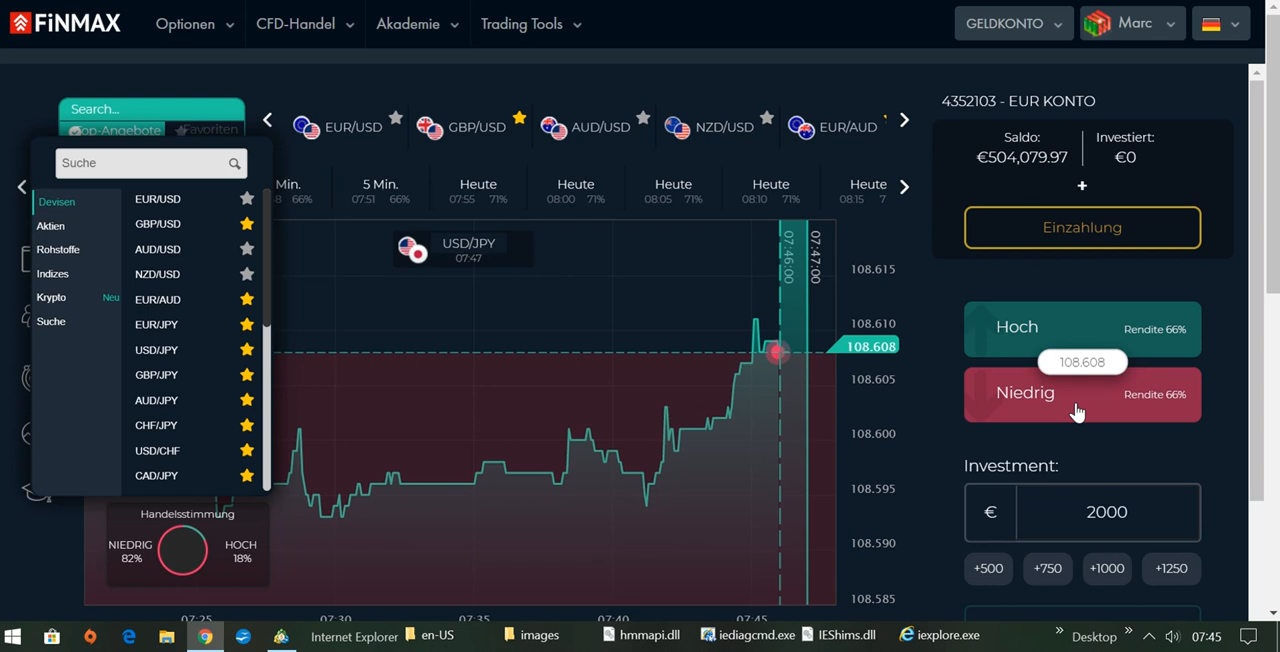 FiNMAX
Optionen
CFD-Handel
Akademie
Trading Tools
GELDKONTO
Marc
Search...
op-Angebote
Favoriten
EUR/USD
GBP/USD
AUD/USD
NZD/USD
EUR/AUD
Min.
5 Min.
Heute
Heute
Heute
Heute
Heute
8 66%
07:51 66%
07:55 71%
08:00 71%
08:05 71%
08:10 71%
08:15 7
Suche
Devisen
Aktien
Rohstoffe
Indizes
Krypto Neu
Suche
EUR/USD
GBP/USD
AUD/USD
NZD/USD
EUR/AUD
EUR/JPY
USD/JPY
GBP/JPY
AUD/JPY
CHF/JPY
USD/CHF
CAD/JPY
USD/JPY
07:47
07:46:00
07:47:00
108.615
108.610
108.608
108.605
108.600
108.595
108.590
108.585
Handelsstimmung
NIEDRIG
82%
HOCH
18%
07:25
07:30
07:35
07:40
07:45
4352103 - EUR KONTO
Saldo:
€504,079.97
Investiert:
€0
+
Einzahlung
Hoch
Rendite 66%
108.608
Niedrig
Rendite 66%
Investment:
€
2000
+500
+750
+1000
+1250
Internet Explorer
en-US
images
hmmapi.dll
iediagcmd.exe
IEShims.dll
iexplore.exe
Desktop
07:45